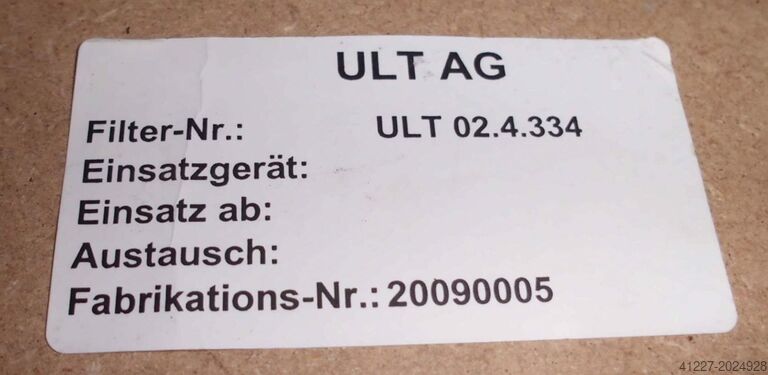 ULT AG
Filter-Nr.: ULT 02.4.334
Einsatzgerät:
Einsatz ab:
Austausch:
Fabrikations-Nr.: 20090005
41227-2024928